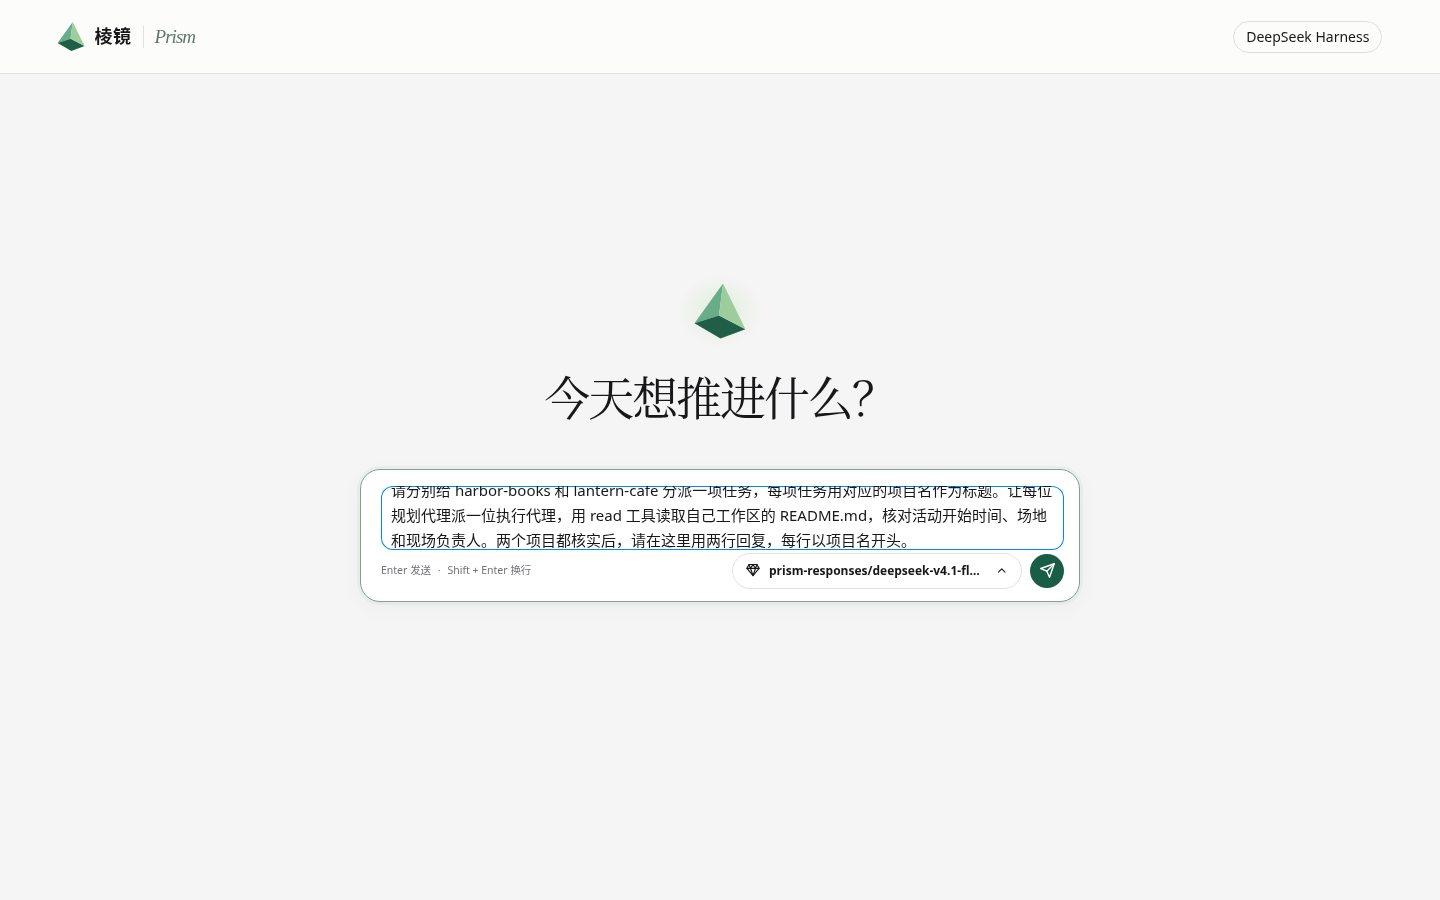 棱镜
Prism
DeepSeek Harness
今天想推进什么？
请分别给 harbor-books 和 lantern-cafe 分派一项任务，每项任务用对应的项目名作为标题。让每位
规划代理派一位执行代理，用 read 工具读取自己工作区的 README.md，核对活动开始时间、场地
和现场负责人。两个项目都核实后，请在这里用两行回复，每行以项目名开头。
Enter 发送 · Shift + Enter 换行
prism-responses/deepseek-v4.1-fl...